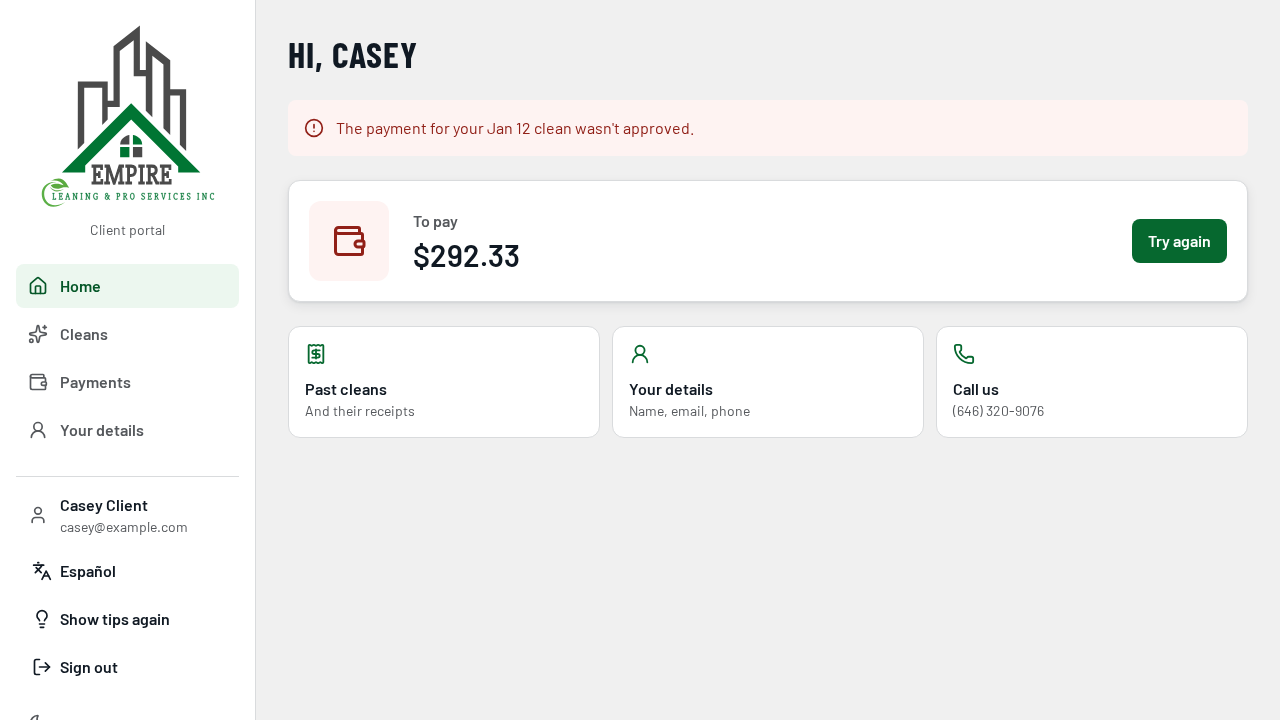 EMPIRE
LEANING & PRO SERVICES INC
Client portal
Home
Cleans
Payments
Your details
Casey Client
casey@example.com
Español
Show tips again
Sign out
HI, CASEY
The payment for your Jan 12 clean wasn't approved.
To pay
$292.33
Try again
Past cleans
And their receipts
Your details
Name, email, phone
Call us
(646) 320-9076